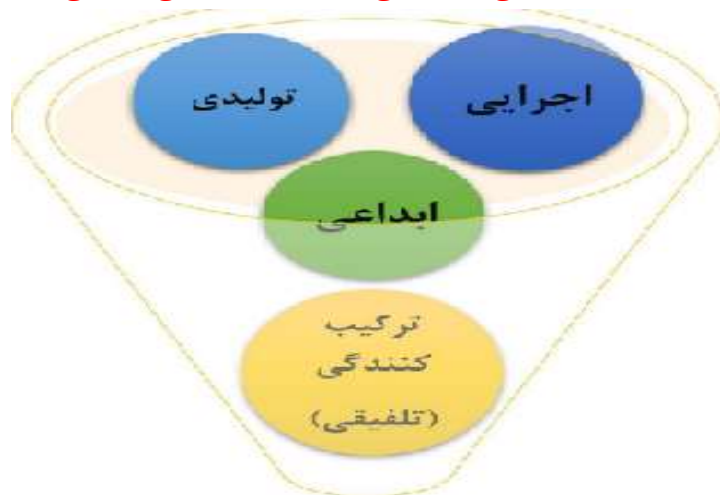 اجرایی
تولیدی
ابداعی
ترکیب
کنندگی
(تلفیقی)